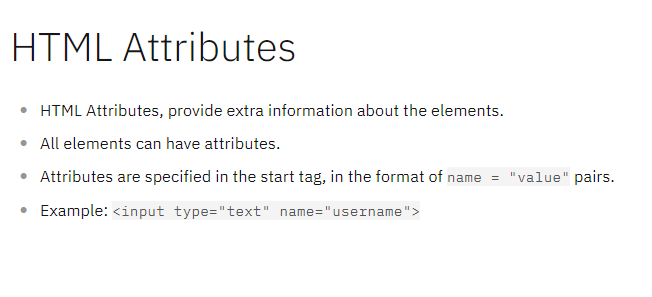 HTML Attributes
HTML Attributes, provide extra information about the elements.
All elements can have attributes.
Attributes are specified in the start tag, in the format of name = "value" pairs.
Example: <input type="text" name="username">